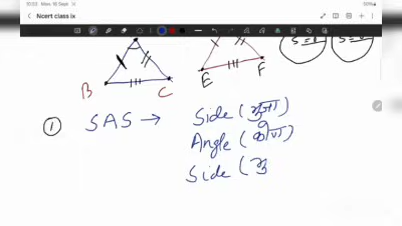 Ncert class ix
B C E F
① SAS → Side (भुजा)
Angle (कोण)
Side (भु